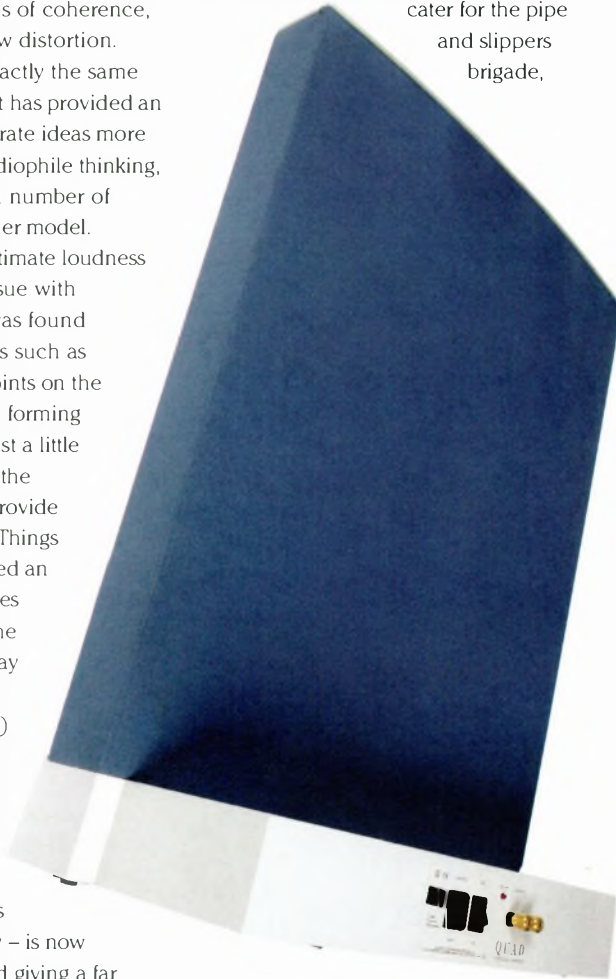 s of coherence,
w distortion.
actly the same
t has provided an
rate ideas more
diophile thinking,
number of
er model.
timate loudness
sue with
as found
s such as
ints on the
forming
st a little
the
rovide
Things
ed an
es
ne
ay
)
s
– is now
d giving a far
cater for the pipe
and slippers
brigade,
QUAD